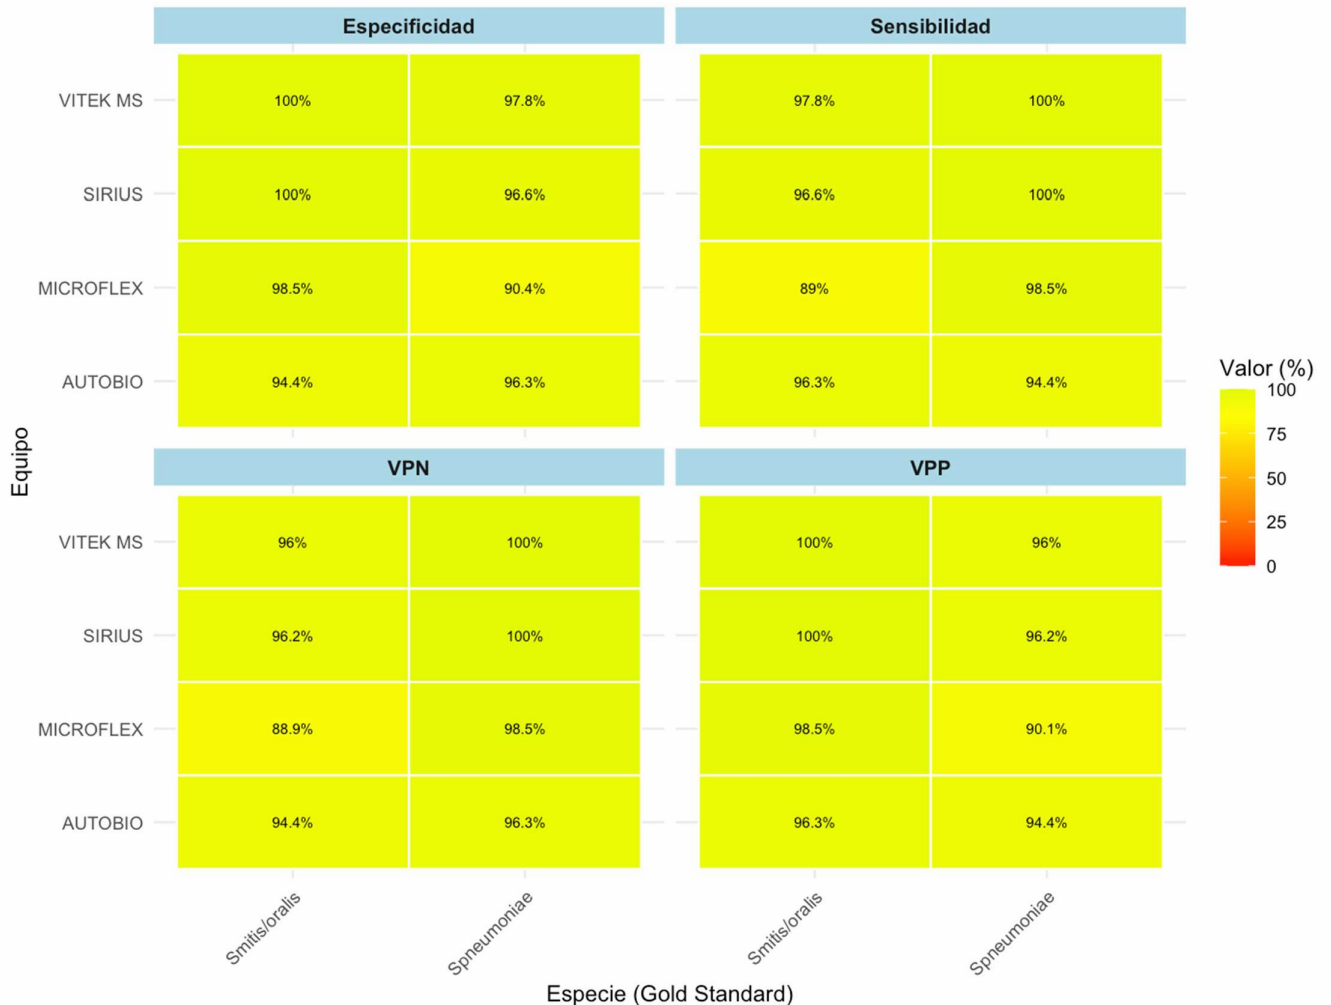 Especificidad Sensibilidad
VITEK MS 100% 97.8% 97.8% 100%
SIRIUS 100% 96.6% 96.6% 100%
MICROFLEX 98.5% 90.4% 89% 98.5%
AUTOBIO 94.4% 96.3% 96.3% 94.4%
VPN VPP
VITEK MS 96% 100% 100% 96%
SIRIUS 96.2% 100% 100% 96.2%
MICROFLEX 88.9% 98.5% 98.5% 90.1%
AUTOBIO 94.4% 96.3% 96.3% 94.4%
Smitis/oralis Spneumoniae Smitis/oralis Spneumoniae
Especie (Gold Standard)
Equipo
Valor (%)
100
75
50
25
0